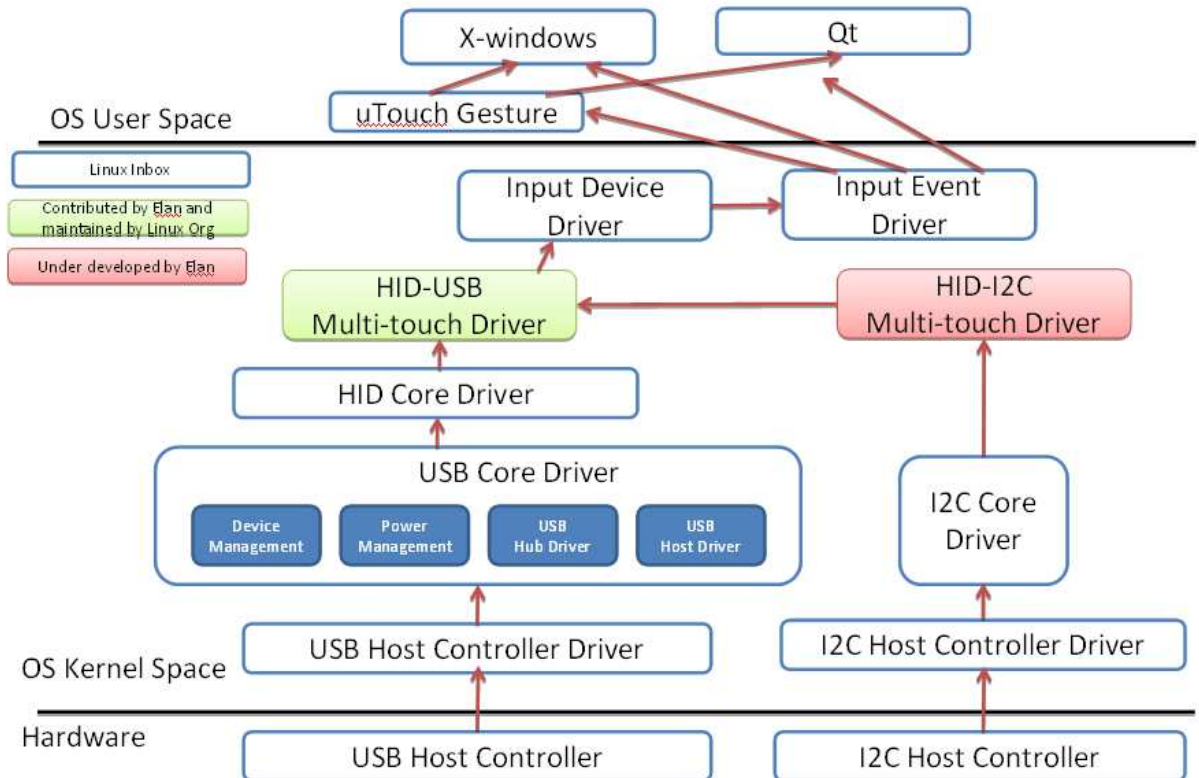 X-windows
Qt
uTouch Gesture
OS User Space
Linux Inbox
Contributed by Elan and
maintained by Linux Org
Under developed by Elan
Input Device
Driver
Input Event
Driver
HID-USB
Multi-touch Driver
HID-I2C
Multi-touch Driver
HID Core Driver
USB Core Driver
Device
Management
Power
Management
USB
Hub Driver
USB
Host Driver
I2C Core
Driver
USB Host Controller Driver
I2C Host Controller Driver
OS Kernel Space
Hardware
USB Host Controller
I2C Host Controller